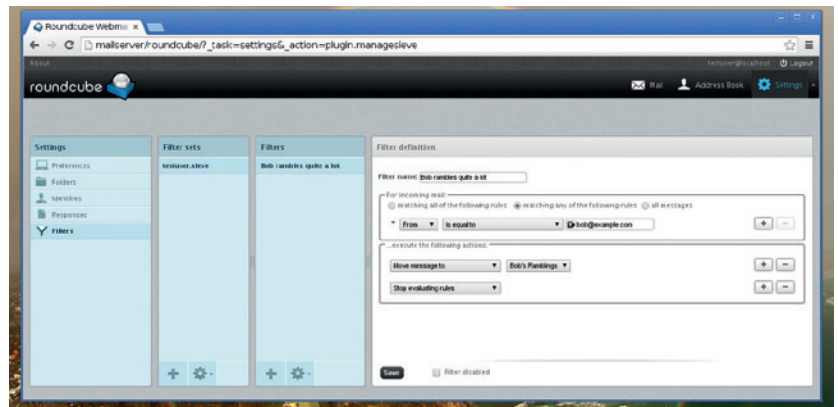 Roundcube Webma
mailserver/roundcube/?_task=settings&_action=plugin.managesieve
About
testuser@localhost Logout
roundcube
Mail Address Book Settings
Settings
Preferences
Folders
Identities
Responses
Filters
Filter sets
testuser.sieve
Filters
Bob rambles quite a lot
Filter definition
Filter name: Bob rambles quite a lot
For incoming mail:
matching all of the following rules matching any of the following rules all messages
From is equal to bob@example.com
...execute the following actions:
Move message to Bob's Ramblings
Stop evaluating rules
Save Filter disabled